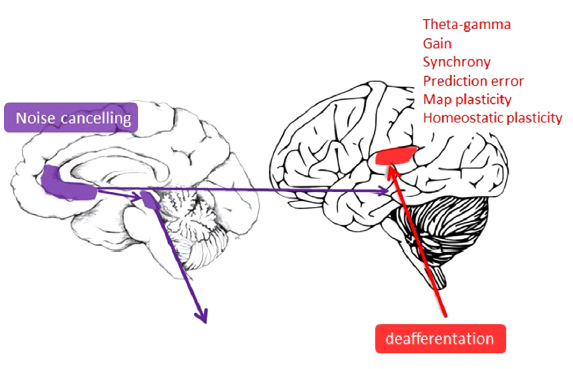 Theta-gamma
Gain
Synchrony
Prediction error
Map plasticity
Homeostatic plasticity
Noise cancelling
deafferentation